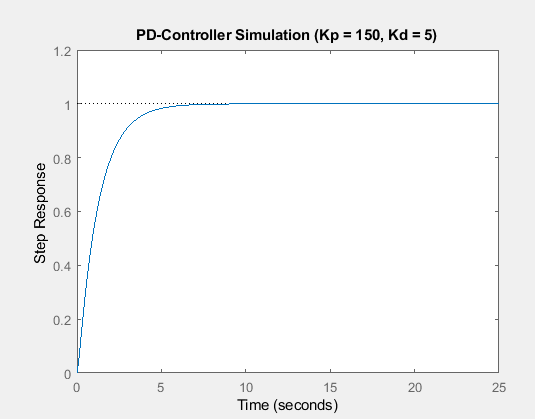 PD-Controller Simulation (Kp = 150, Kd = 5)
1.2
1
0.8
0.6
0.4
0.2
0
Step Response
0 5 10 15 20 25
Time (seconds)